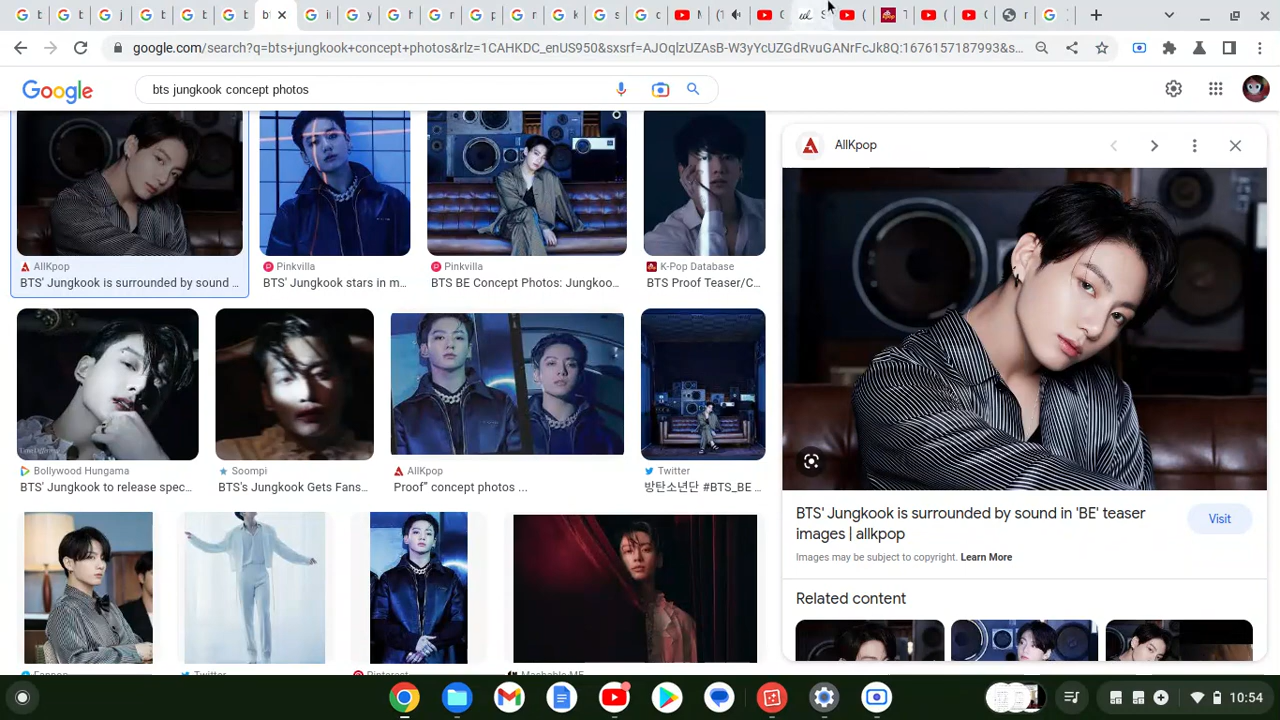 google.com/search?q=bts+jungkook+concept+photos&rlz=1CAHKDC_enUS950&sxsrf=AJOqlzUZAsB-W3yYcUZGdRvuGANrFcJk8Q:1676157187993&s...
Google
bts jungkook concept photos
AllKpop
BTS' Jungkook is surrounded by sound ...
Pinkvilla
BTS' Jungkook stars in m...
Pinkvilla
BTS BE Concept Photos: Jungkoo...
K-Pop Database
BTS Proof Teaser/C...
Bollywood Hungama
BTS' Jungkook to release spec...
Soompi
BTS's Jungkook Gets Fans...
AllKpop
Proof" concept photos ...
Twitter
방탄소년단 #BTS_BE ...
Twitter
Pinterest
Mashable ME
AllKpop
BTS' Jungkook is surrounded by sound in 'BE' teaser
images | allkpop
Visit
Images may be subject to copyright. Learn More
Related content
10:54